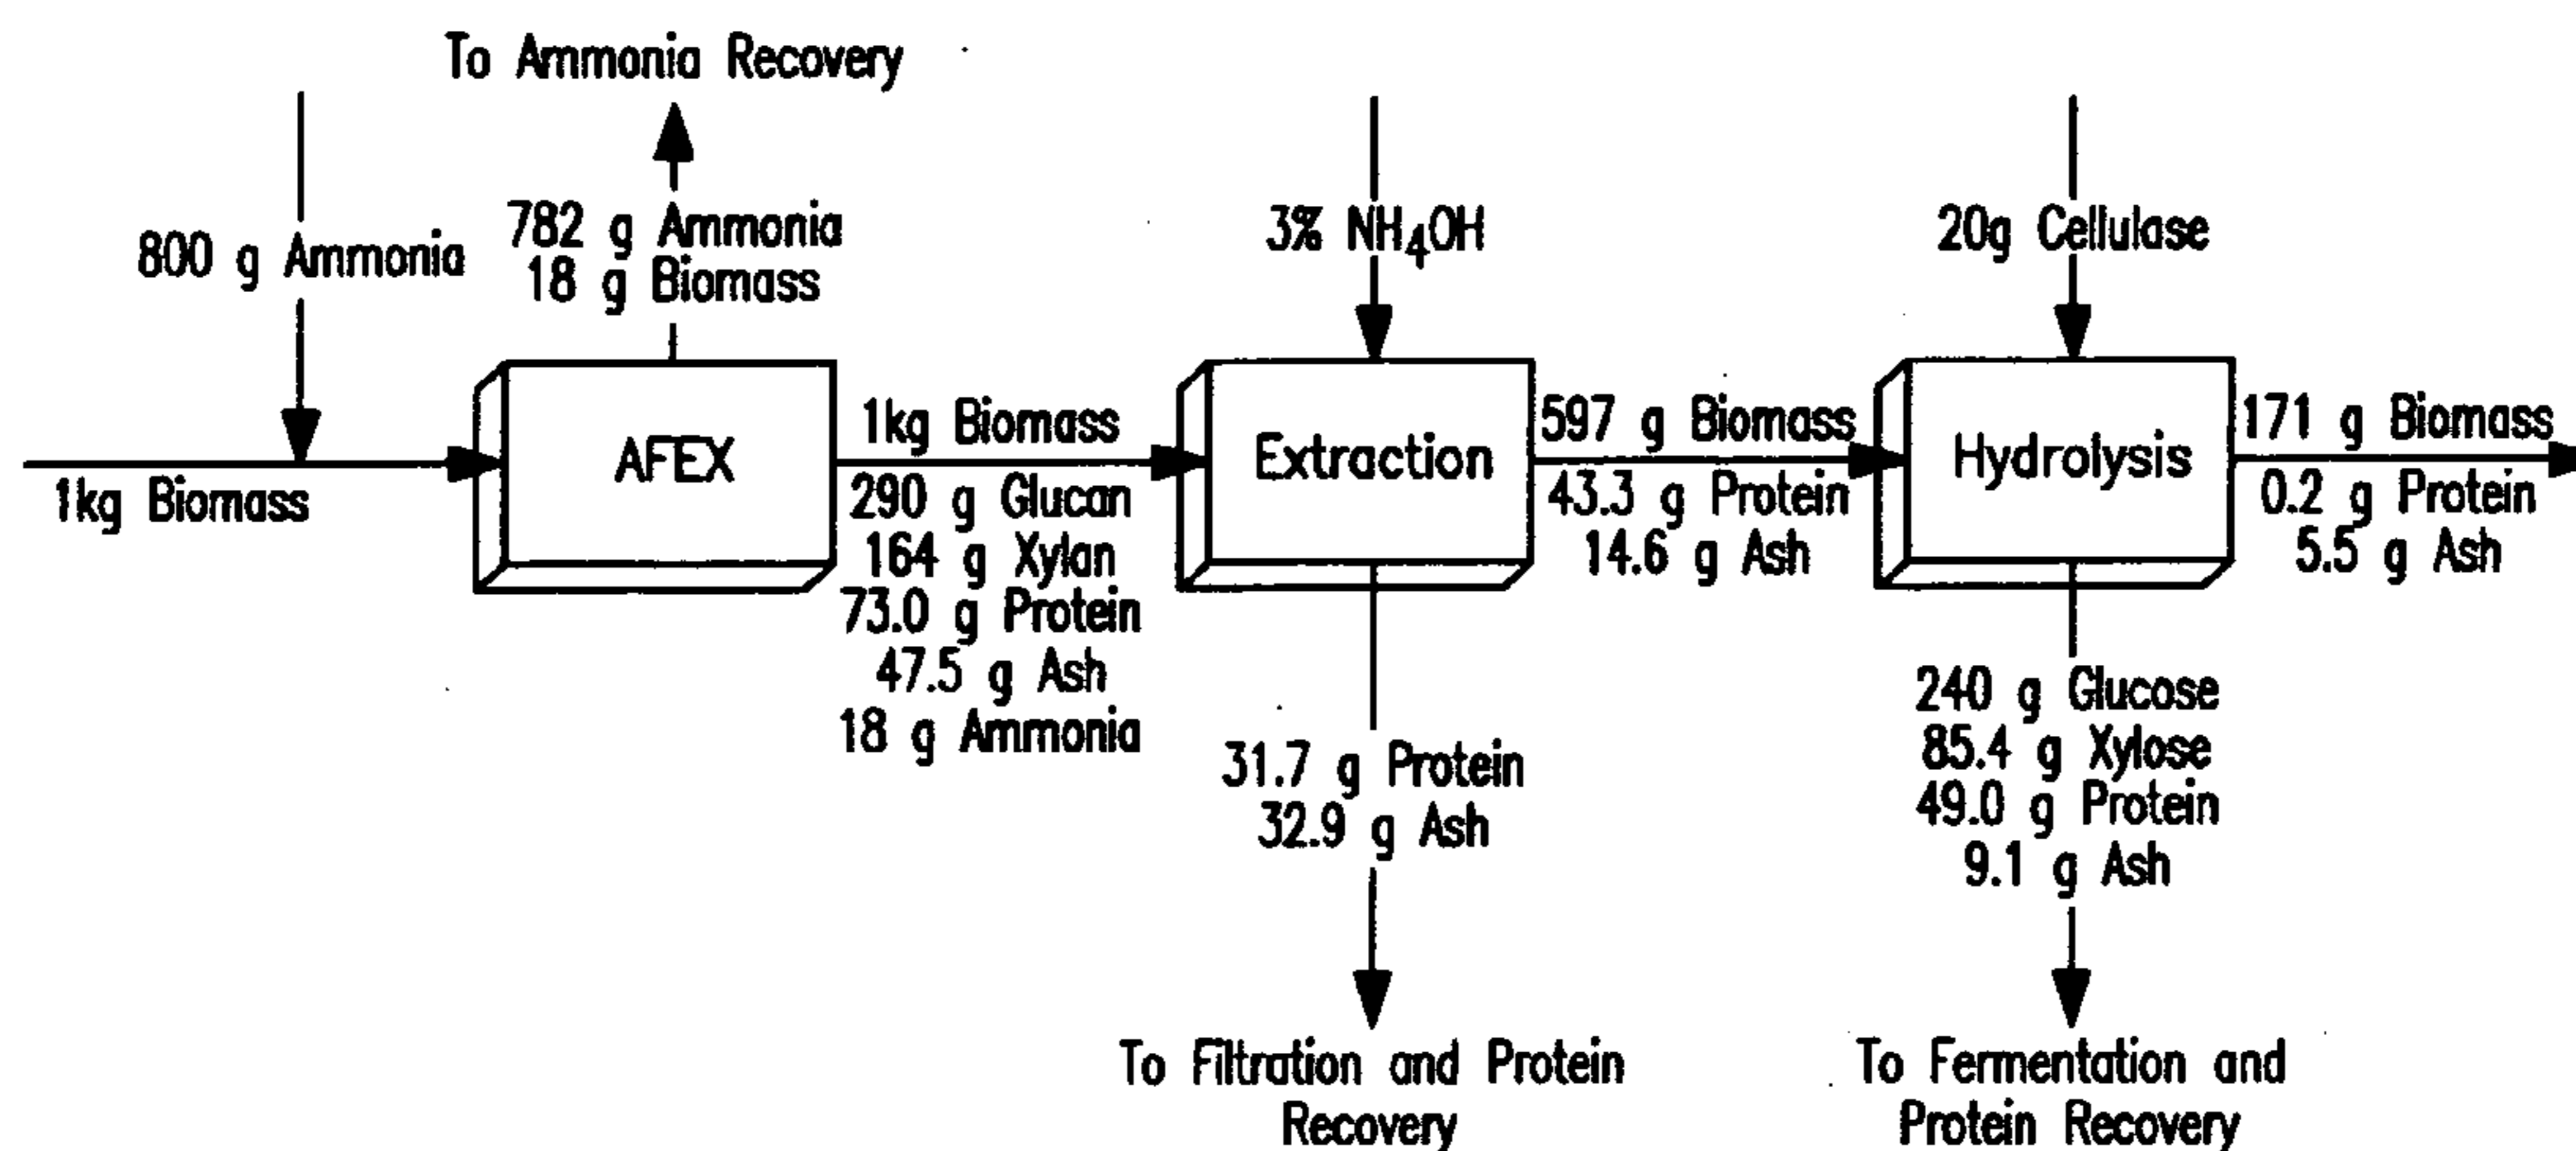 To Ammonia Recovery
800 g Ammonia
782 g Ammonia
18 g Biomass
1kg Biomass
AFEX
1kg Biomass
290 g Glucan
164 g Xylan
73.0 g Protein
47.5 g Ash
18 g Ammonia
3% NH₄OH
Extraction
31.7 g Protein
32.9 g Ash
To Filtration and Protein
Recovery
597 g Biomass
43.3 g Protein
14.6 g Ash
20g Cellulase
Hydrolysis
240 g Glucose
85.4 g Xylose
49.0 g Protein
9.1 g Ash
To Fermentation and
Protein Recovery
171 g Biomass
0.2 g Protein
5.5 g Ash